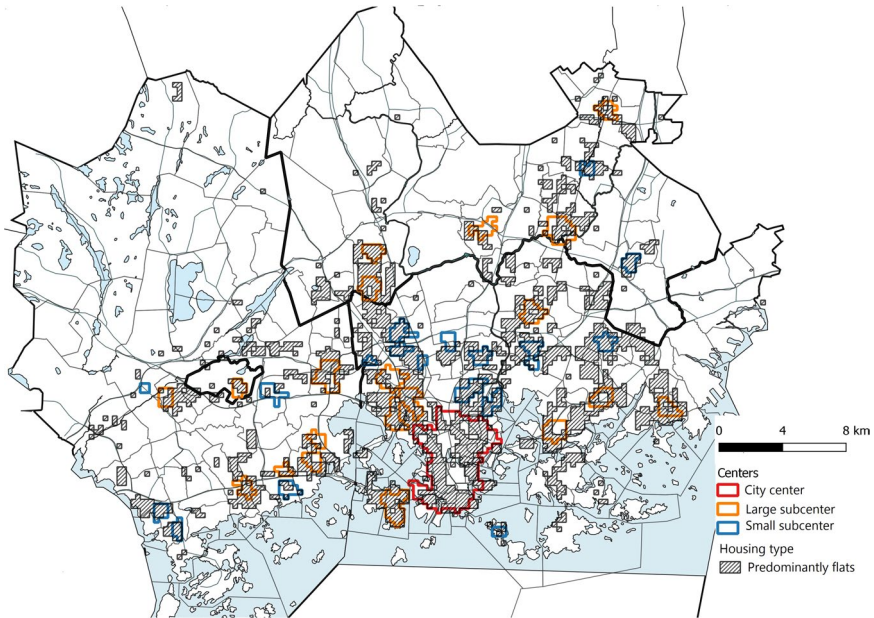 0 4 8 km
Centers
City center
Large subcenter
Small subcenter
Housing type
Predominantly flats